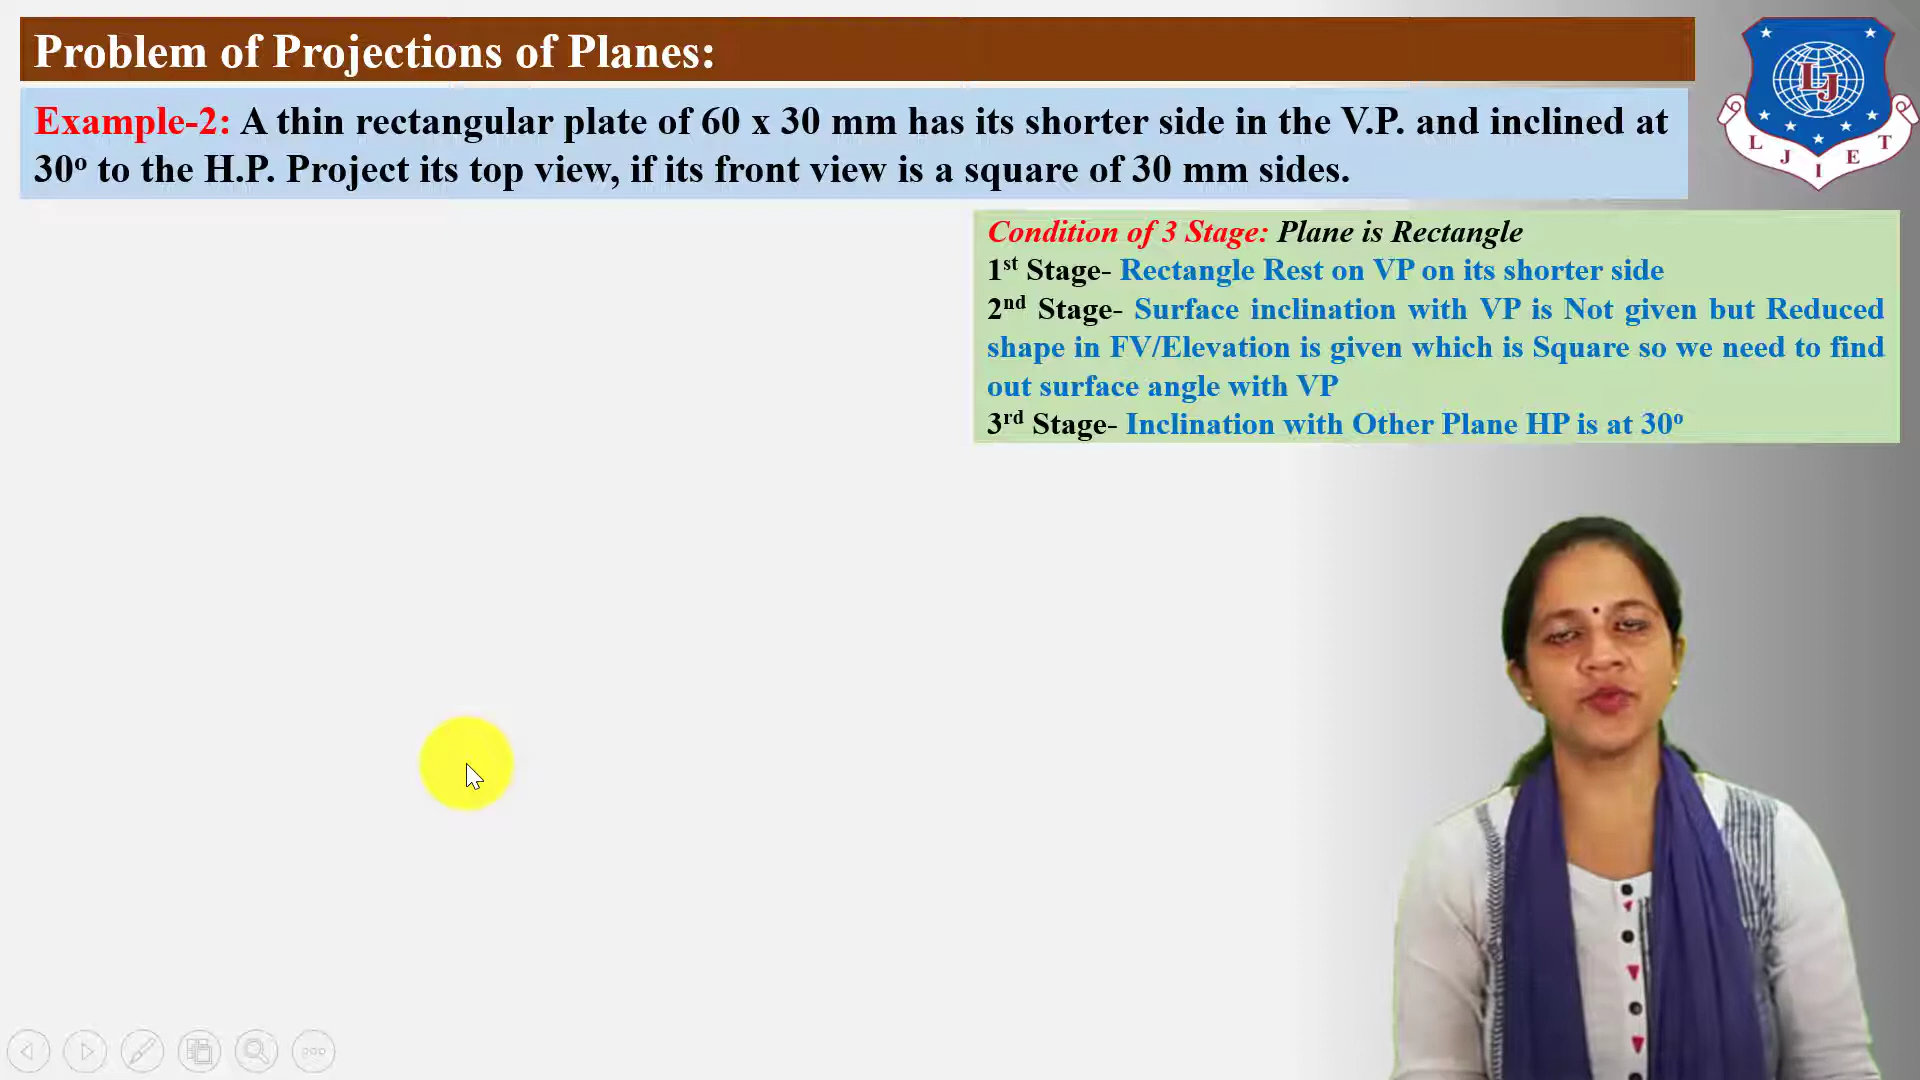 Problem of Projections of Planes:
Example-2: A thin rectangular plate of 60 x 30 mm has its shorter side in the V.P. and inclined at
30º to the H.P. Project its top view, if its front view is a square of 30 mm sides.
LJ
L J I E T
Condition of 3 Stage: Plane is Rectangle
1st Stage- Rectangle Rest on VP on its shorter side
2nd Stage- Surface inclination with VP is Not given but Reduced
shape in FV/Elevation is given which is Square so we need to find
out surface angle with VP
3rd Stage- Inclination with Other Plane HP is at 30º